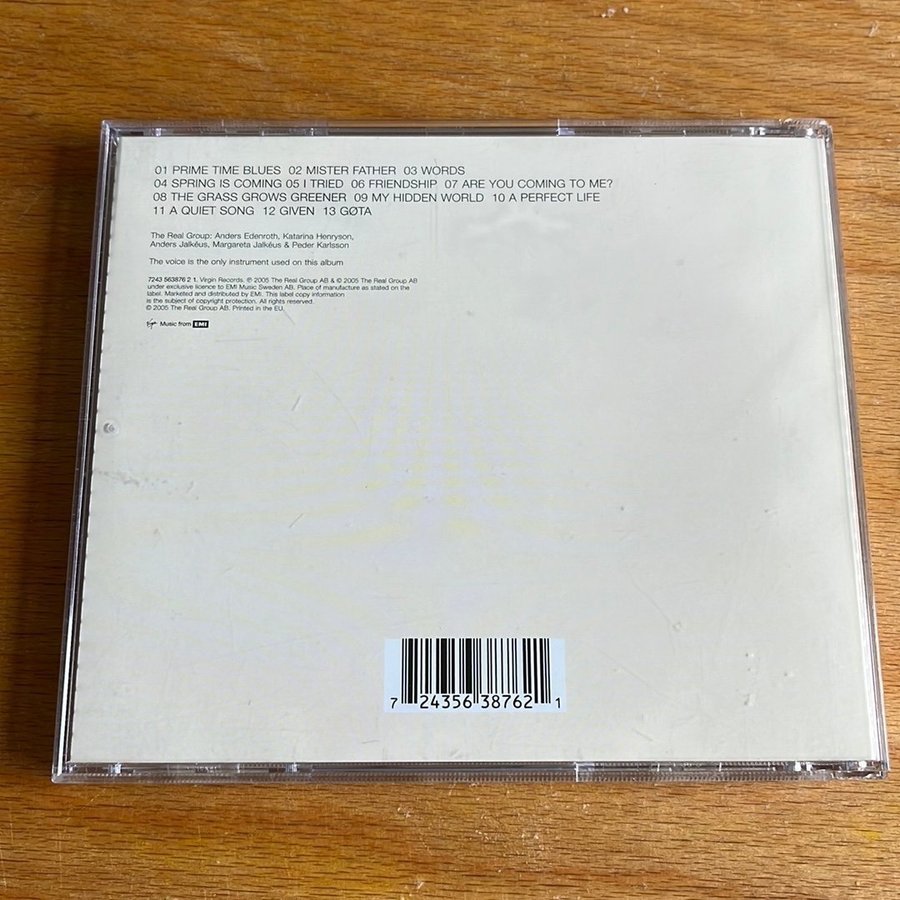 01 PRIME TIME BLUES 02 MISTER FATHER 03 WORDS
04 SPRING IS COMING 05 I TRIED 06 FRIENDSHIP 07 ARE YOU COMING TO ME?
08 THE GRASS GROWS GREENER 09 MY HIDDEN WORLD 10 A PERFECT LIFE
11 A QUIET SONG 12 GIVEN 13 GØTA
The Real Group: Anders Edenroth, Katarina Henryson,
Anders Jalkéus, Margareta Jalkéus & Peder Karlsson
The voice is the only instrument used on this album
7243 563876 2 1. Virgin Records. ℗ 2005 The Real Group AB & © 2005 The Real Group AB
under exclusive licence to EMI Music Sweden AB. Place of manufacture as stated on the
label. Marketed and distributed by EMI. This label copy information
is the subject of copyright protection. All rights reserved.
© 2005 The Real Group AB. Printed in the EU.
Virgin Music from EMI
7 24356 38762 1